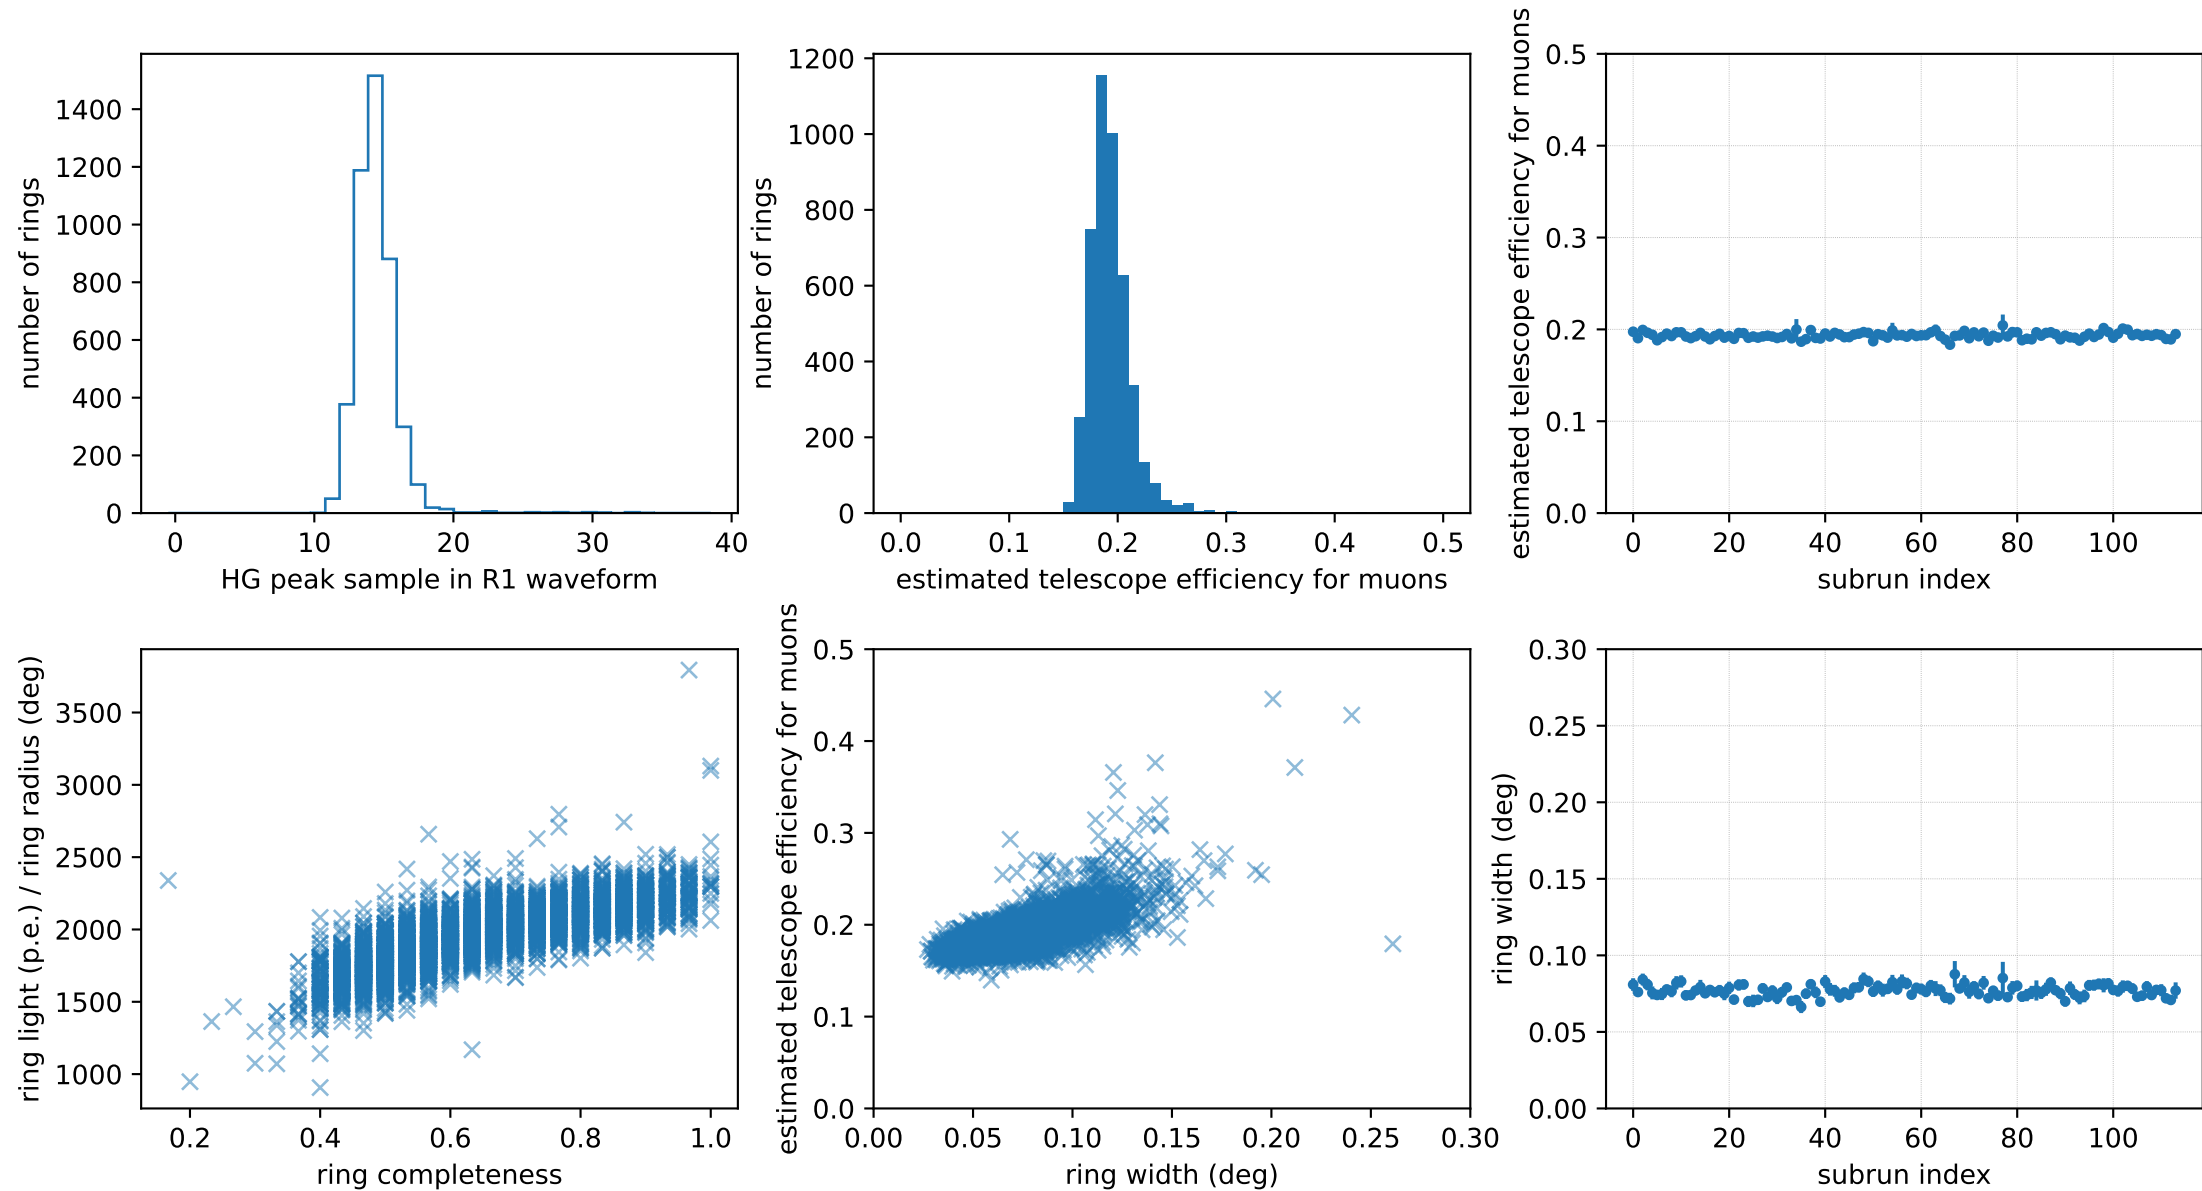 number of rings
1400
1200
1000
800
600
400
200
0
0 10 20 30 40
HG peak sample in R1 waveform
number of rings
1200
1000
800
600
400
200
0
0.0 0.1 0.2 0.3 0.4 0.5
estimated telescope efficiency for muons
estimated telescope efficiency for muons
0.5
0.4
0.3
0.2
0.1
0.0
0 20 40 60 80 100
subrun index
ring light (p.e.) / ring radius (deg)
3500
3000
2500
2000
1500
1000
0.2 0.4 0.6 0.8 1.0
ring completeness
estimated telescope efficiency for muons
0.5
0.4
0.3
0.2
0.1
0.0
0.00 0.05 0.10 0.15 0.20 0.25 0.30
ring width (deg)
ring width (deg)
0.30
0.25
0.20
0.15
0.10
0.05
0.00
0 20 40 60 80 100
subrun index